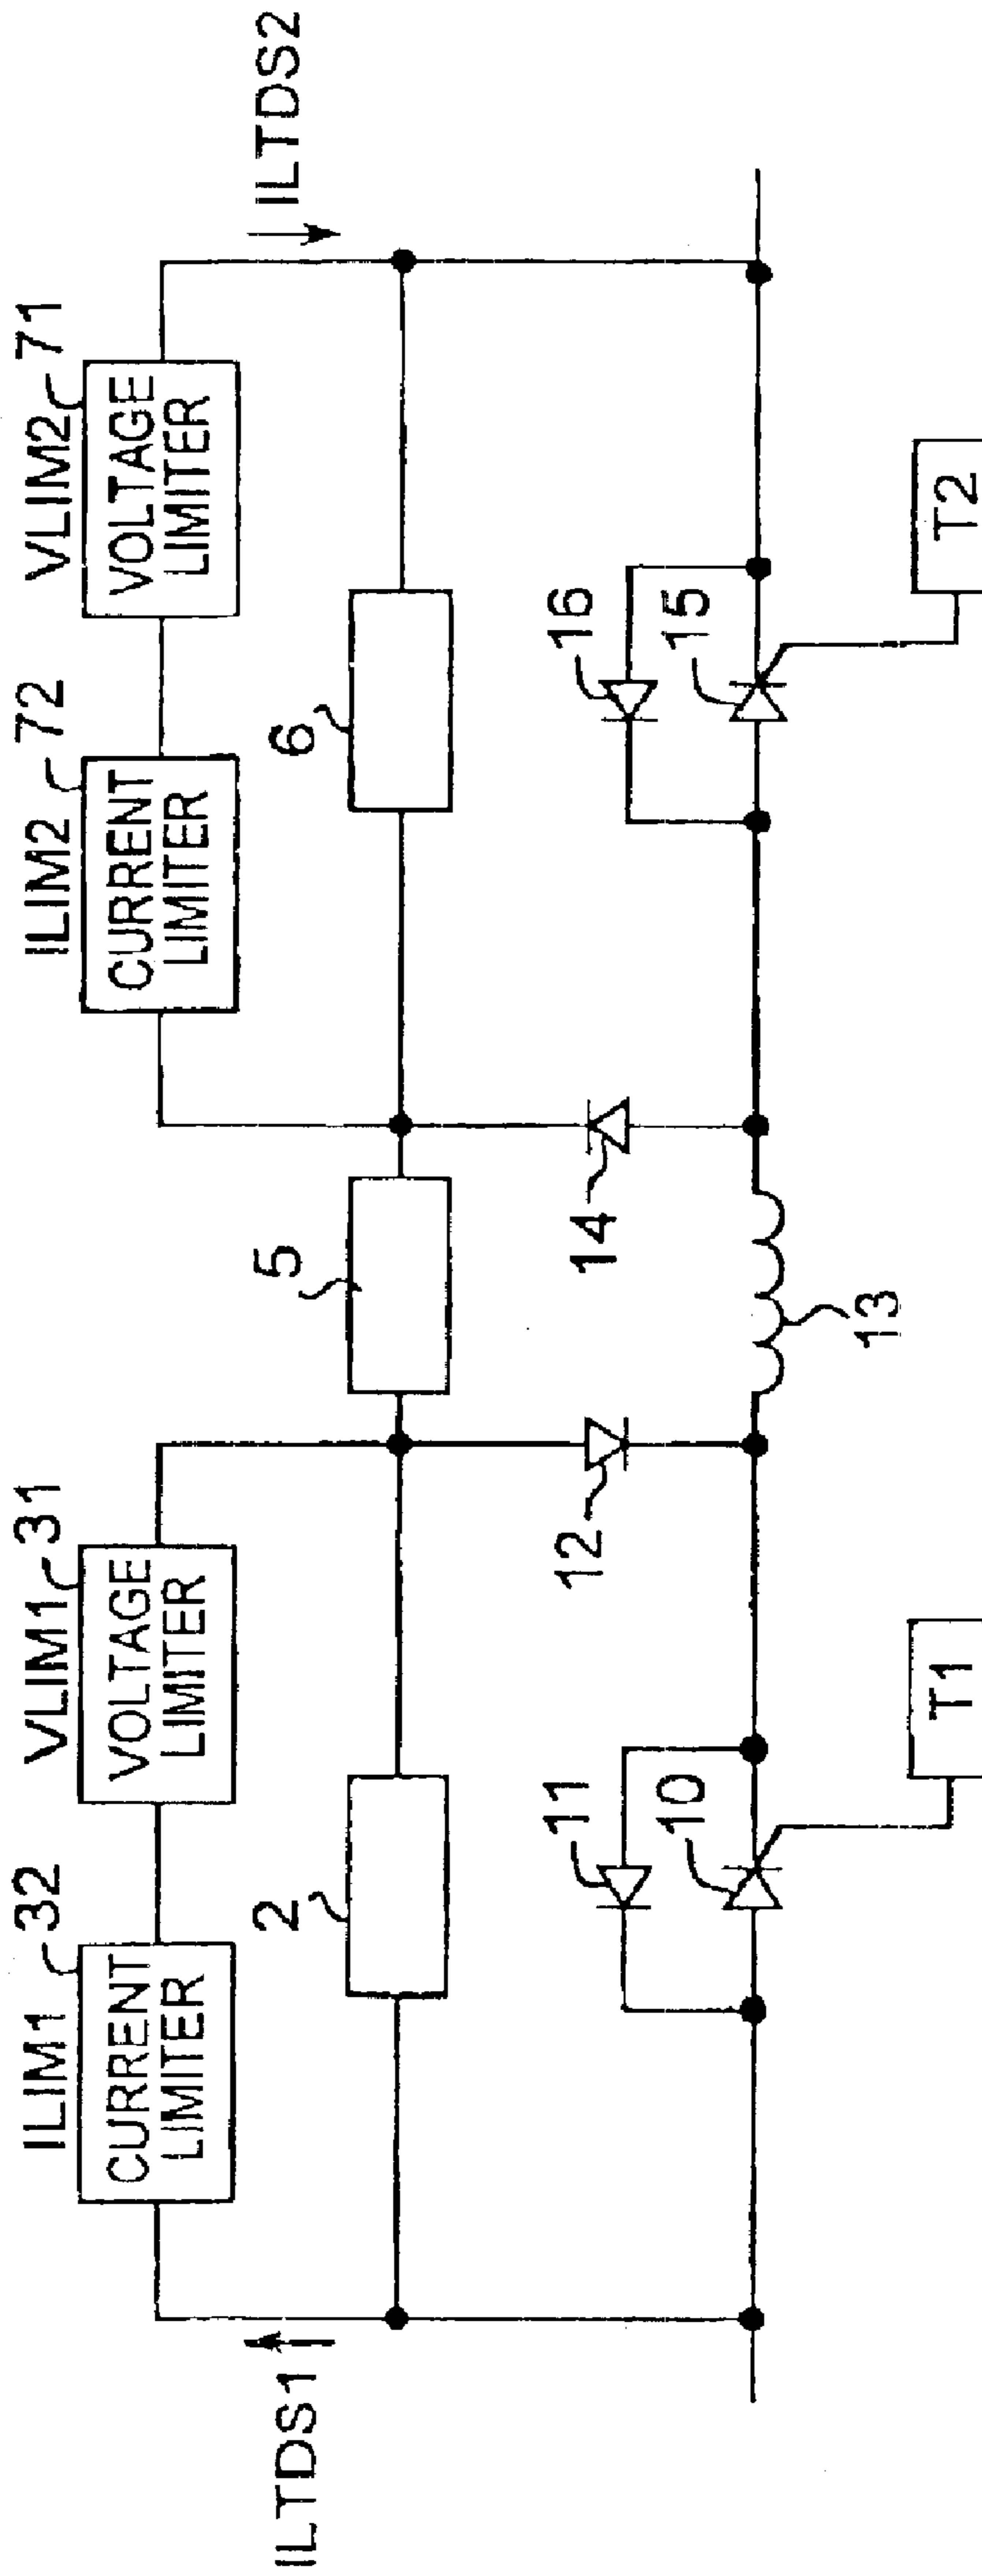 ILIM1
32
VLIM1
31
ILIM2
72
VLIM2
71
CURRENT
LIMITER
VOLTAGE
LIMITER
CURRENT
LIMITER
VOLTAGE
LIMITER
ILTDS1
ILTDS2
2
5
6
11
12
14
16
10
15
13
T1
T2